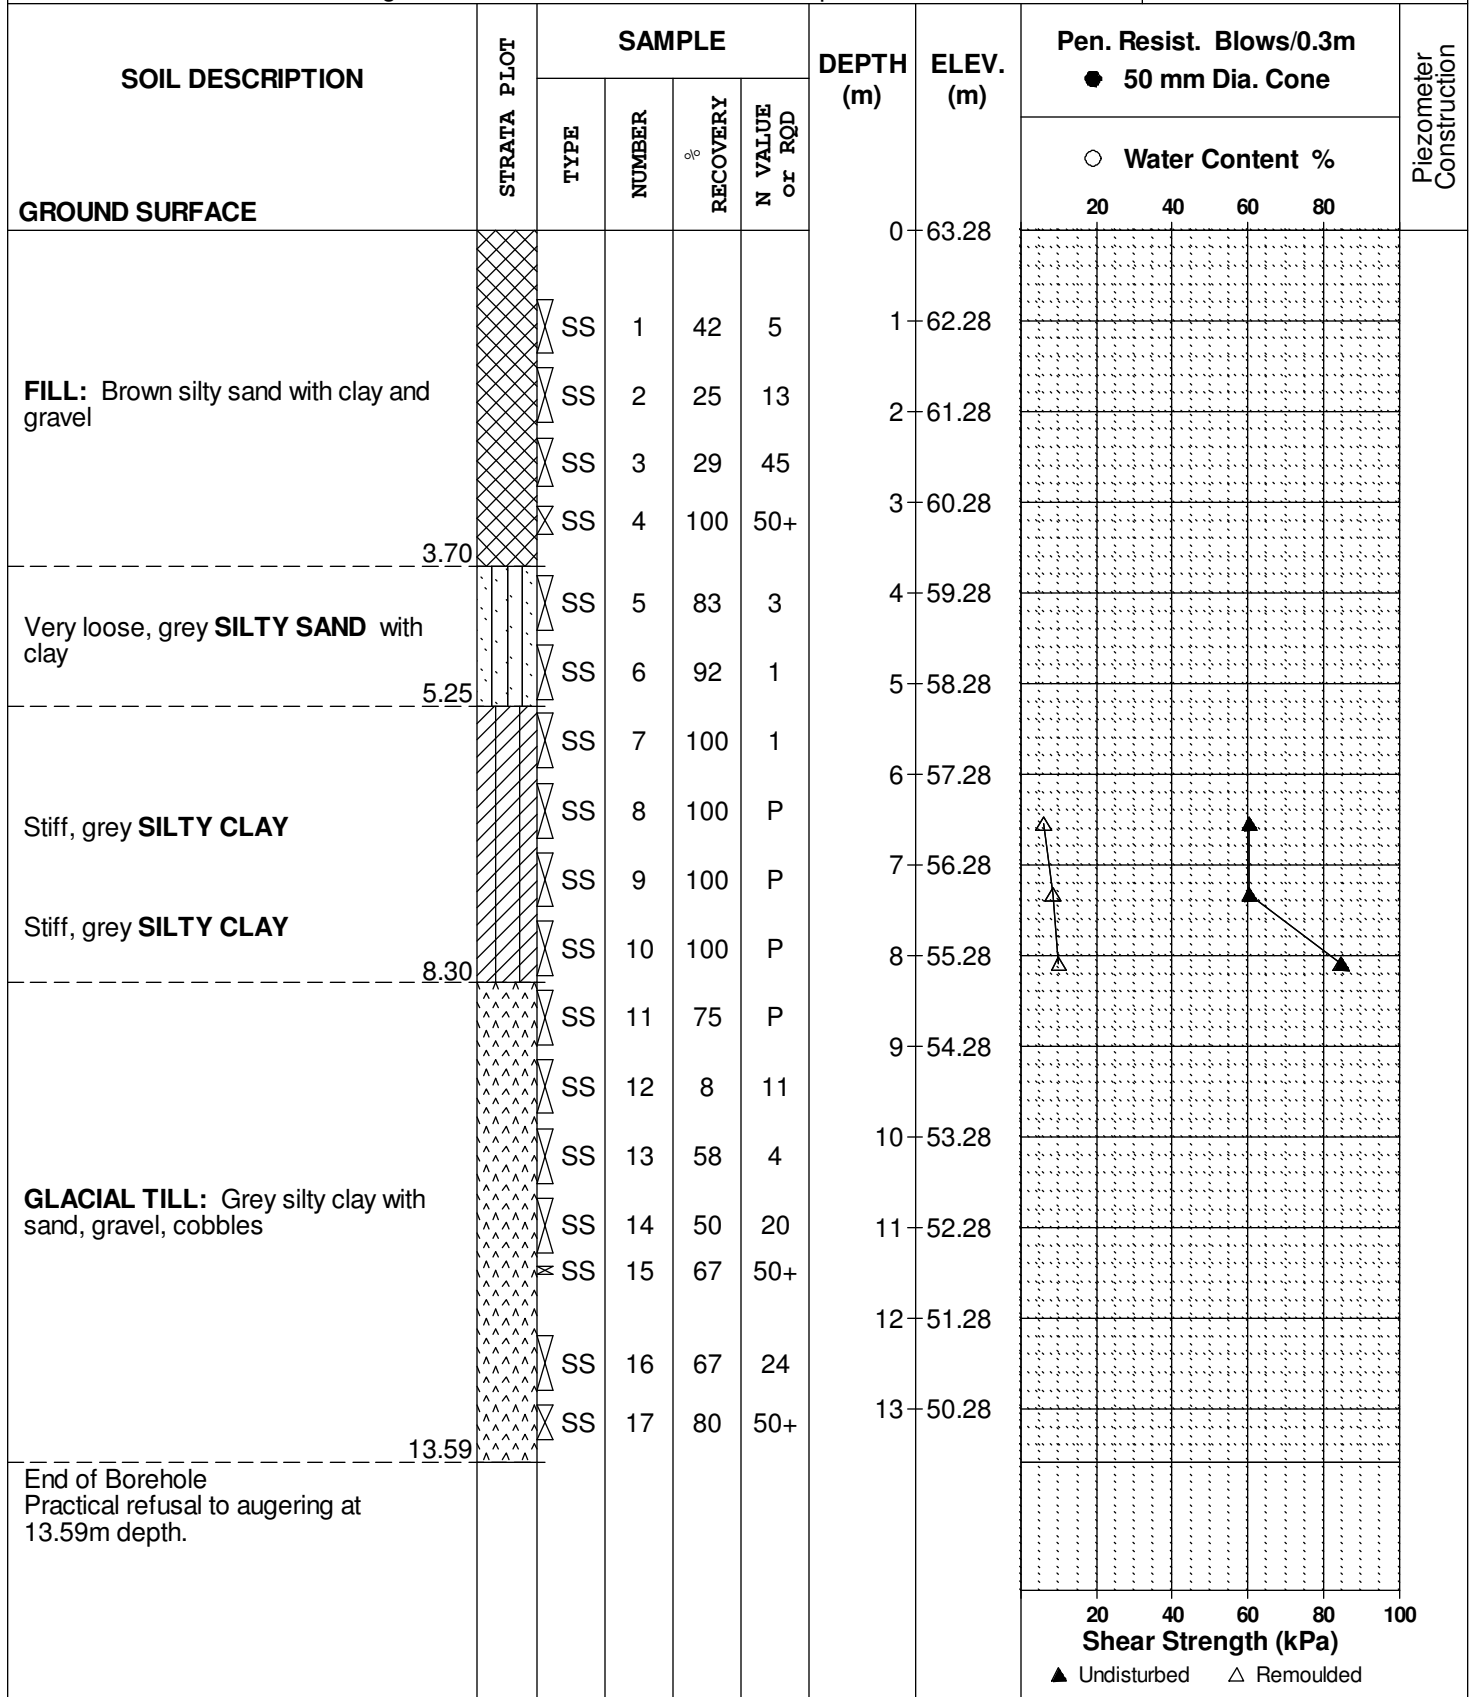 SOIL DESCRIPTION
GROUND SURFACE
STRATA PLOT
SAMPLE
TYPE
NUMBER
%
RECOVERY
N VALUE
or RQD
DEPTH
(m)
ELEV.
(m)
Pen. Resist. Blows/0.3m
● 50 mm Dia. Cone
○ Water Content %
20 40 60 80
Piezometer
Construction
0 63.28
SS 1 42 5
1 62.28
FILL: Brown silty sand with clay and
gravel
SS 2 25 13
2 61.28
SS 3 29 45
3 60.28
SS 4 100 50+
3.70
4 59.28
SS 5 83 3
Very loose, grey SILTY SAND with
clay
SS 6 92 1
5 58.28
5.25
SS 7 100 1
6 57.28
SS 8 100 P
Stiff, grey SILTY CLAY
7 56.28
SS 9 100 P
Stiff, grey SILTY CLAY
SS 10 100 P
8 55.28
8.30
SS 11 75 P
9 54.28
SS 12 8 11
10 53.28
SS 13 58 4
GLACIAL TILL: Grey silty clay with
sand, gravel, cobbles
SS 14 50 20
11 52.28
SS 15 67 50+
12 51.28
SS 16 67 24
13 50.28
SS 17 80 50+
13.59
End of Borehole
Practical refusal to augering at
13.59m depth.
20 40 60 80 100
Shear Strength (kPa)
▲ Undisturbed △ Remoulded